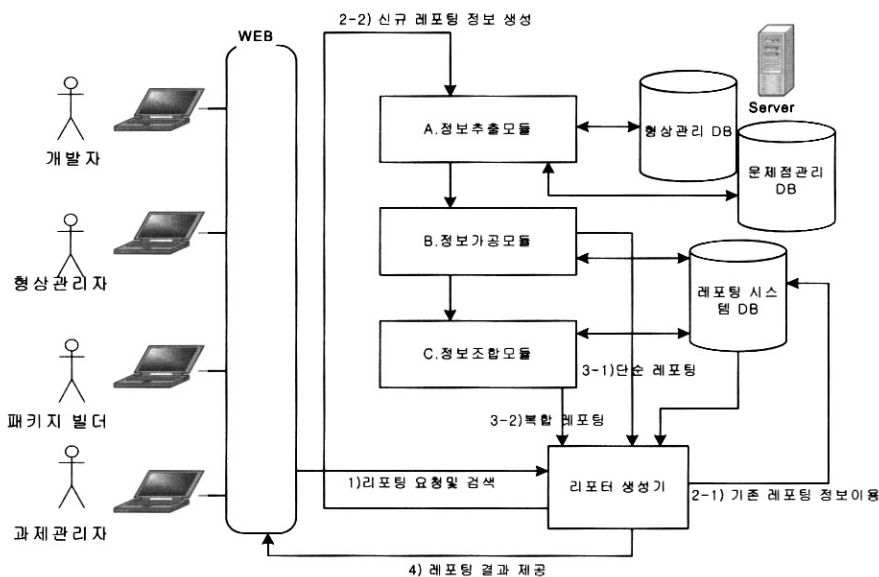 2-2) 신규 레포팅 정보 생성
WEB
Server
A.정보추출모듈
형상관리 DB
문제점관리
DB
개발자
B.정보가공모듈
형상관리자
레포팅 시스
템 DB
C.정보조합모듈
3-1)단순 레포팅
패키지 빌더
3-2)복합 레포팅
1)리포팅 요청및 검색
리포터 생성기
2-1) 기존 레포팅 정보이용
과제관리자
4) 레포팅 결과 제공